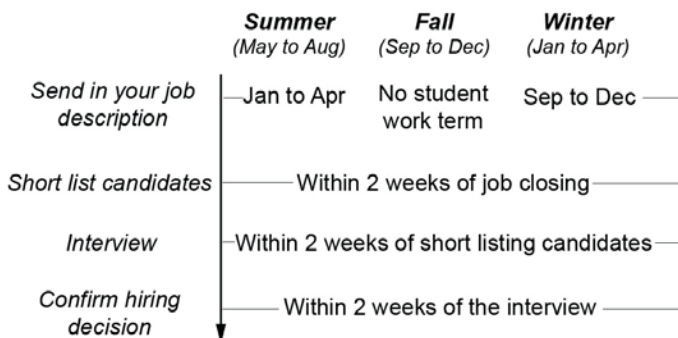 Summer Fall Winter
(May to Aug) (Sep to Dec) (Jan to Apr)
Send in your job description Jan to Apr No student work term Sep to Dec
Short list candidates Within 2 weeks of job closing
Interview Within 2 weeks of short listing candidates
Confirm hiring decision Within 2 weeks of the interview